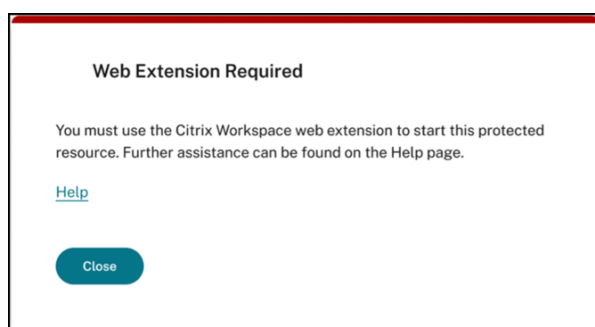 Web Extension Required
You must use the Citrix Workspace web extension to start this protected
resource. Further assistance can be found on the Help page.
Help
Close